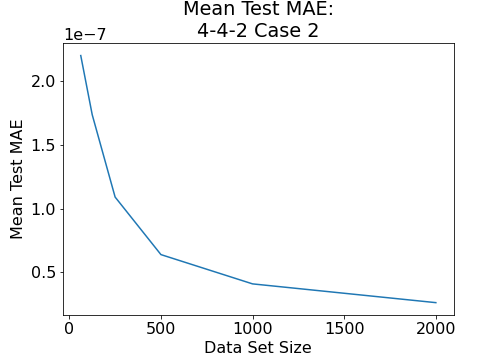 Mean Test MAE:
4-4-2 Case 2
1e−7
2.0
1.5
1.0
0.5
Mean Test MAE
0 500 1000 1500 2000
Data Set Size